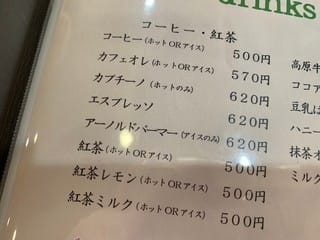 drinks
コーヒー・紅茶
コーヒー(ホットORアイス) 500円
カフェオレ(ホットORアイス) 570円
カプチーノ(ホットのみ) 620円
エスプレッソ 620円
アーノルドパーマー(アイスのみ) 620円
紅茶(ホットORアイス) 500円
紅茶レモン(ホットORアイス) 500円
紅茶ミルク(ホットORアイス) 500円
高原牛
ココア
豆乳は
ハニー
抹茶オ
ミルク